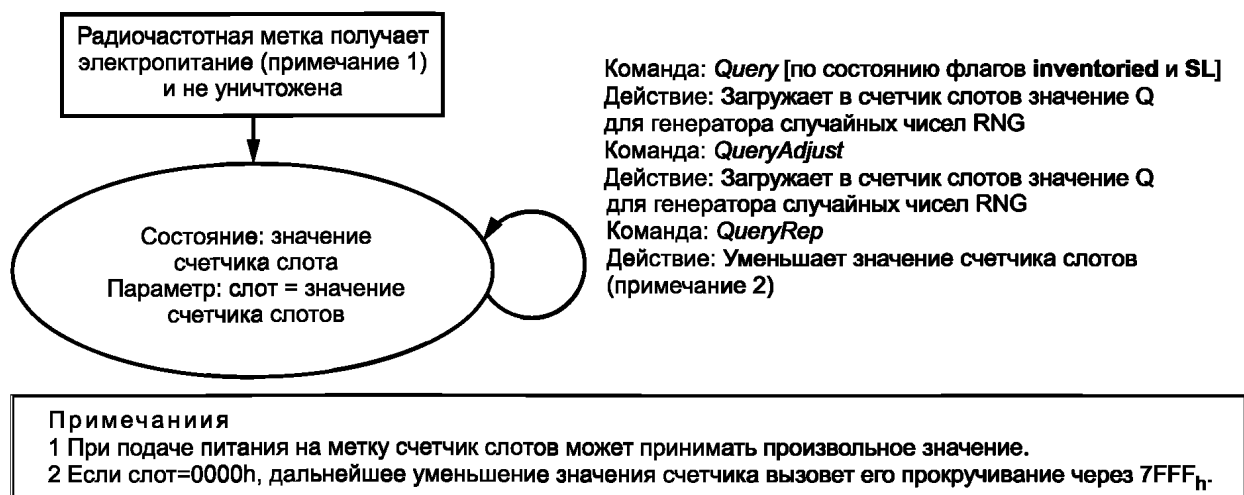 Радиочастотная метка получает
электропитание (примечание 1)
и не уничтожена
Состояние: значение
счетчика слота
Параметр: слот = значение
счетчика слотов
Команда: Query [по состоянию флагов inventoried и SL]
Действие: Загружает в счетчик слотов значение Q
для генератора случайных чисел RNG
Команда: QueryAdjust
Действие: Загружает в счетчик слотов значение Q
для генератора случайных чисел RNG
Команда: QueryRep
Действие: Уменьшает значение счетчика слотов
(примечание 2)
Примечаниия
1 При подаче питания на метку счетчик слотов может принимать произвольное значение.
2 Если слот=0000h, дальнейшее уменьшение значения счетчика вызовет его прокручивание через 7FFFh.